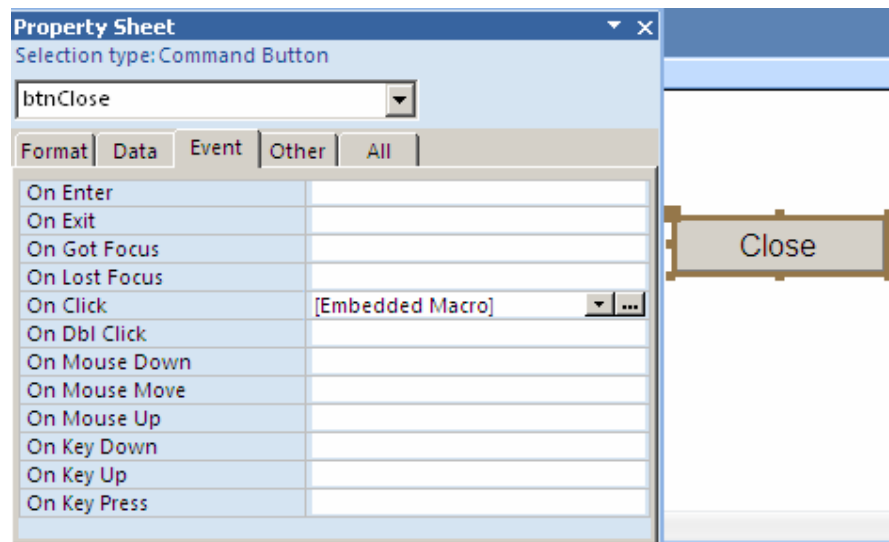 Property Sheet
Selection type: Command Button
btnClose
Format Data Event Other All
On Enter
On Exit
On Got Focus
On Lost Focus
On Click [Embedded Macro] ...
On Dbl Click
On Mouse Down
On Mouse Move
On Mouse Up
On Key Down
On Key Up
On Key Press
Close